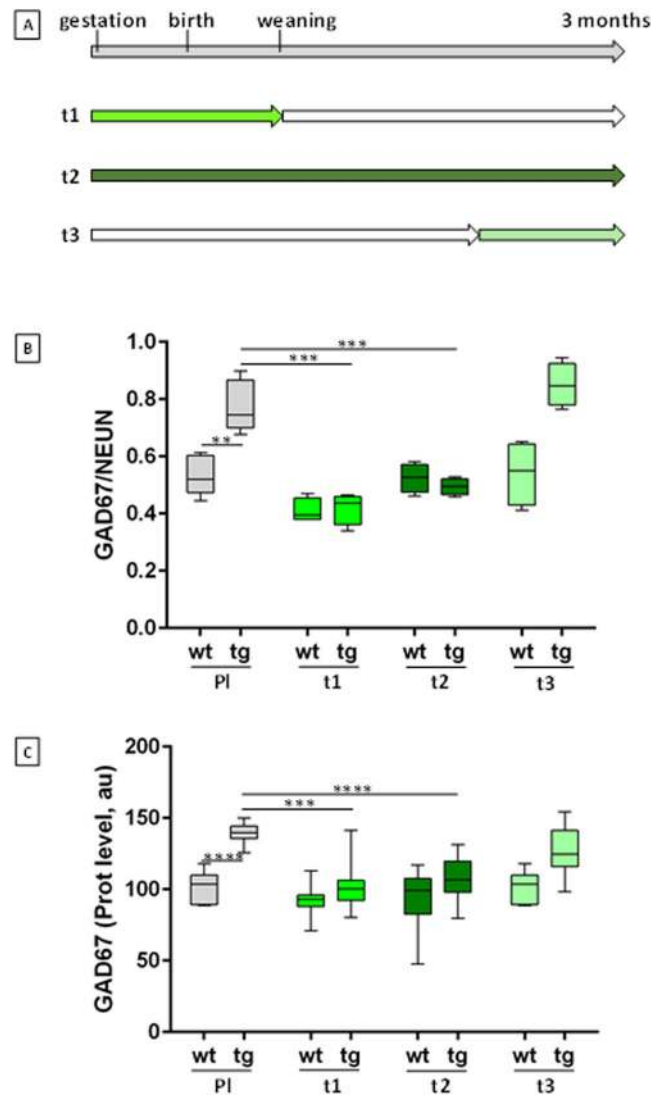 A
gestation birth weaning 3 months
t1
t2
t3
B
1.0
0.8
0.6
0.4
0.2
0.0
GAD67/NEUN
***
***
**
wt tg wt tg wt tg wt tg
Pl t1 t2 t3
C
200
150
100
50
0
GAD67 (Prot level, au)
****
***
****
wt tg wt tg wt tg wt tg
Pl t1 t2 t3